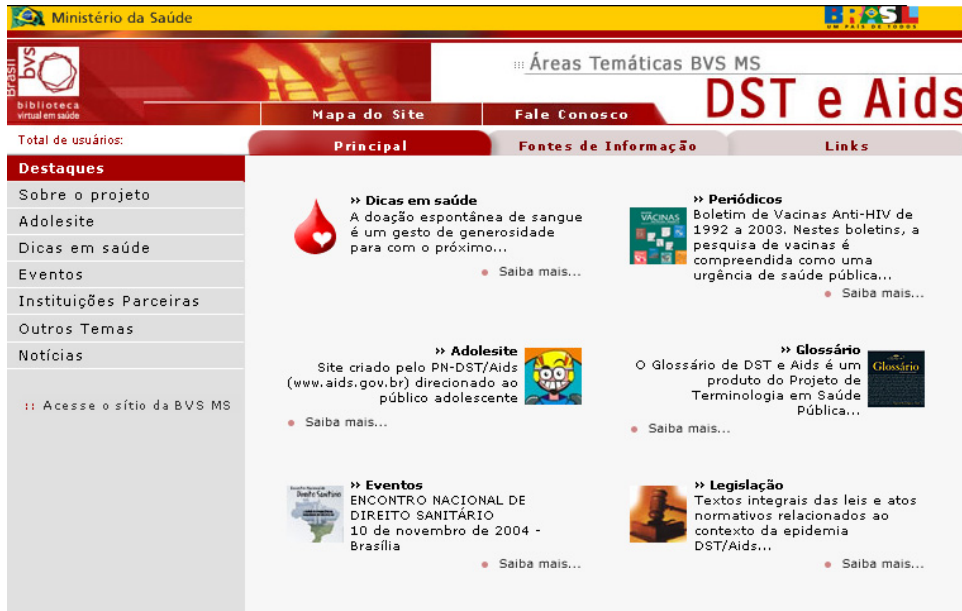 Ministério da Saúde
BRASIL
UM PAÍS DE TODOS
Brasil
bvs
biblioteca
virtual em saúde
Áreas Temáticas BVS MS
DST e Aids
Mapa do Site
Fale Conosco
Total de usuários:
Principal
Fontes de Informação
Links
Destaques
Sobre o projeto
Adolesite
Dicas em saúde
Eventos
Instituições Parceiras
Outros Temas
Notícias
:: Acesse o sítio da BVS MS
›› Dicas em saúde
A doação espontânea de sangue
é um gesto de generosidade
para com o próximo...
Saiba mais...
VACINAS
›› Periódicos
Boletim de Vacinas Anti-HIV de
1992 a 2003. Nestes boletins, a
pesquisa de vacinas é
compreendida como uma
urgência de saúde pública...
Saiba mais...
›› Adolesite
Site criado pelo PN-DST/Aids
(www.aids.gov.br) direcionado ao
público adolescente
Saiba mais...
›› Glossário
O Glossário de DST e Aids é um
produto do Projeto de
Terminologia em Saúde
Pública...
Glossário
Saiba mais...
Direito Sanitário
›› Eventos
ENCONTRO NACIONAL DE
DIREITO SANITÁRIO
10 de novembro de 2004 -
Brasília
Saiba mais...
›› Legislação
Textos integrais das leis e atos
normativos relacionados ao
contexto da epidemia
DST/Aids...
Saiba mais...